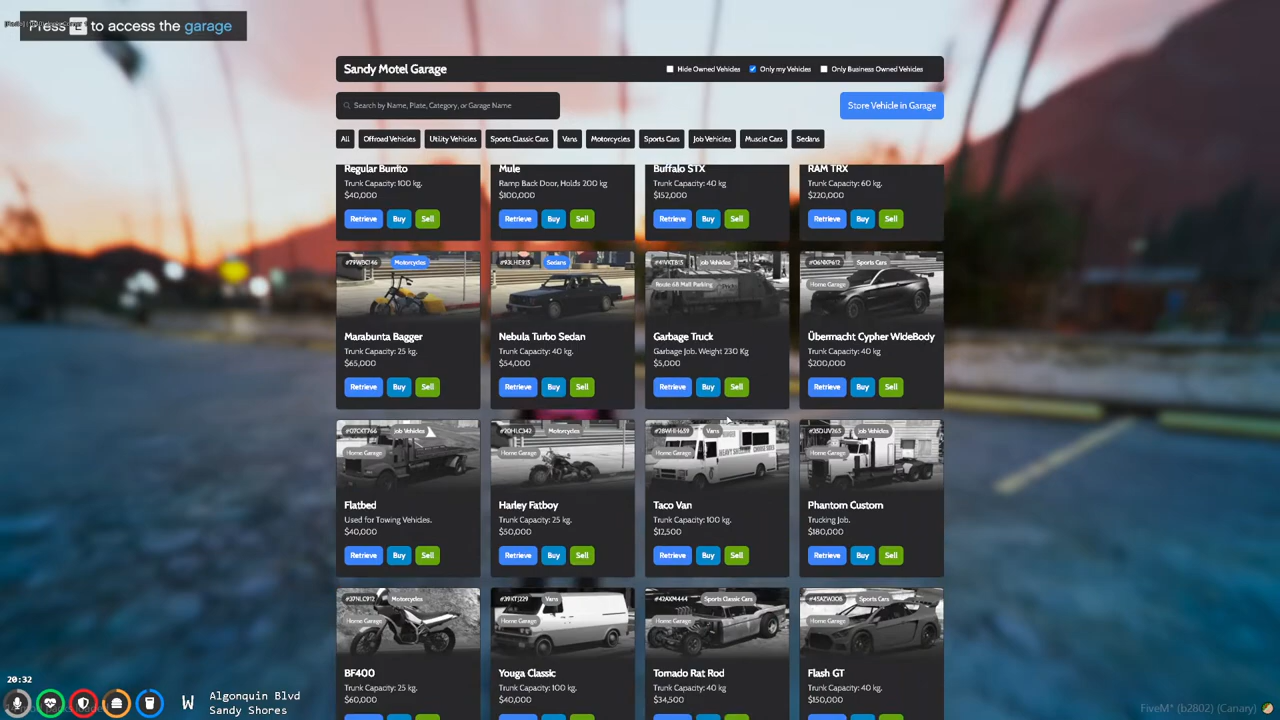 Press E to access the garage
Sandy Motel Garage
Hide Owned Vehicles
Only my Vehicles
Only Business Owned Vehicles
Search by Name, Plate, Category, or Garage Name
Store Vehicle in Garage
All
Offroad Vehicles
Utility Vehicles
Sports Classic Cars
Vans
Motorcycles
Sports Cars
Job Vehicles
Muscle Cars
Sedans
Regular Burrito
Trunk Capacity: 100 kg.
$40,000
Retrieve Buy Sell
Mule
Ramp Back Door, Holds 200 kg
$100,000
Retrieve Buy Sell
Buffalo STX
Trunk Capacity: 40 kg
$152,000
Retrieve Buy Sell
RAM TRX
Trunk Capacity: 60 kg.
$220,000
Retrieve Buy Sell
Motorcycles
Marabunta Bagger
Trunk Capacity: 25 kg.
$65,000
Retrieve Buy Sell
Sedans
Nebula Turbo Sedan
Trunk Capacity: 40 kg.
$54,000
Retrieve Buy Sell
Job Vehicles
Route 68 Mall Parking
Garbage Truck
Garbage Job. Weight 230 Kg
$5,000
Retrieve Buy Sell
Sports Cars
Home Garage
Übermacht Cypher WideBody
Trunk Capacity: 40 kg
$200,000
Retrieve Buy Sell
Job Vehicles
Home Garage
Flatbed
Used for Towing Vehicles.
$40,000
Retrieve Buy Sell
#20HLC342 Motorcycles
Home Garage
Harley Fatboy
Trunk Capacity: 25 kg.
$50,000
Retrieve Buy Sell
Vans
Home Garage
HEAVY
Taco Van
Trunk Capacity: 100 kg.
$12,500
Retrieve Buy Sell
#35DUV265 Job Vehicles
Home Garage
Phantom Custom
Trucking Job.
$180,000
Retrieve Buy Sell
#37NLC912 Motorcycles
Home Garage
BF400
Trunk Capacity: 25 kg.
$60,000
#39KTJ229 Vans
Home Garage
Youga Classic
Trunk Capacity: 100 kg.
$40,000
Sports Classic Cars
Home Garage
Tornado Rat Rod
Trunk Capacity: 40 kg
$34,500
Sports Cars
Home Garage
Flash GT
Trunk Capacity: 40 kg
$150,000
20:32
W
Algonquin Blvd
Sandy Shores
FiveM* (b2802) (Canary)